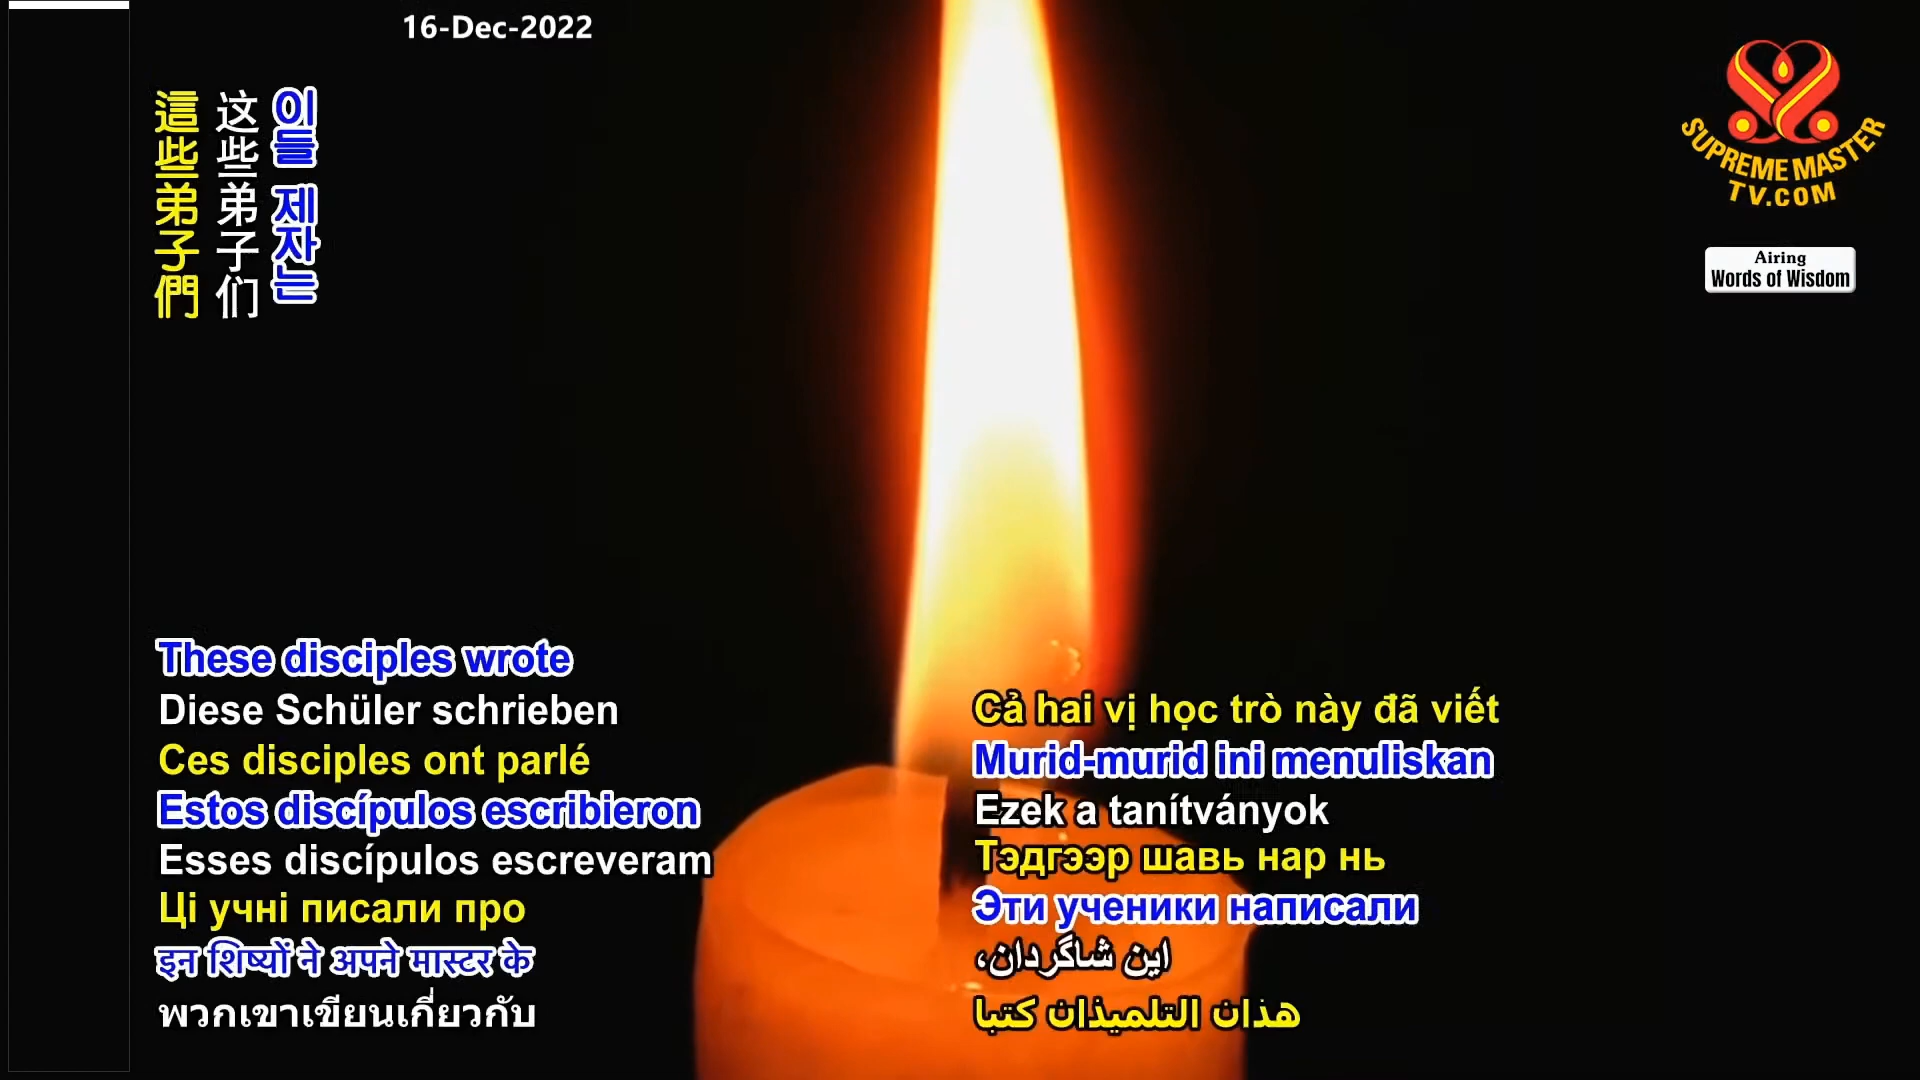 16-Dec-2022
SUPREME MASTER
TV.COM
Airing
Words of Wisdom
這些弟子們
这些弟子们
이들 제자는
These disciples wrote
Diese Schüler schrieben
Ces disciples ont parlé
Estos discípulos escribieron
Esses discípulos escreveram
Ці учні писали про
इन शिष्यों ने अपने मास्टर के
พวกเขาเขียนเกี่ยวกับ
Cả hai vị học trò này đã viết
Murid-murid ini menuliskan
Ezek a tanítványok
Тэдгээр шавь нар нь
Эти ученики написали
این شاگردان،
هذان التلميذان كتبا